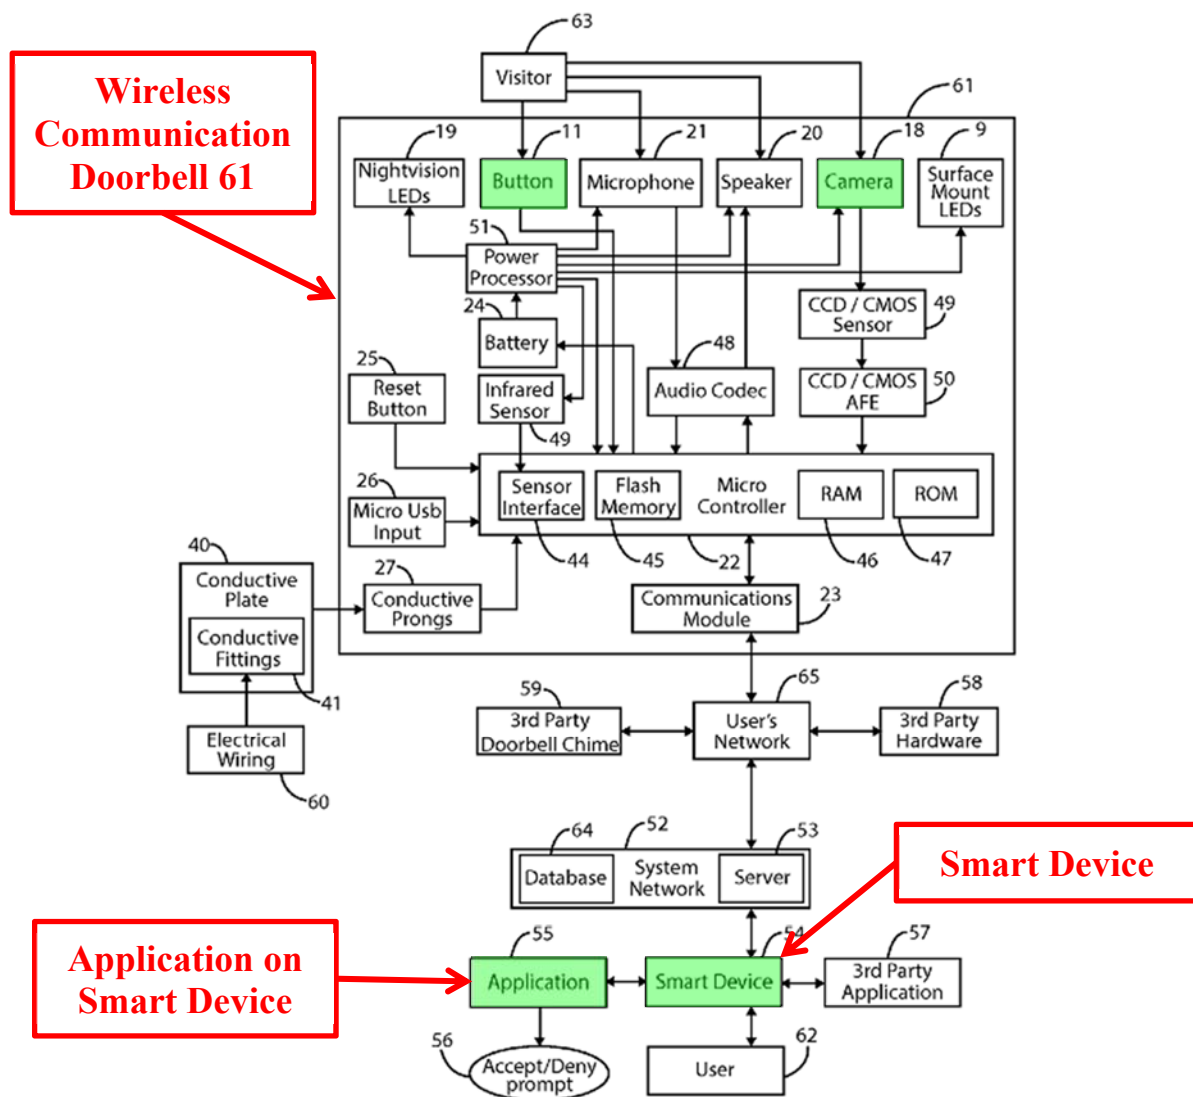 63
Visitor
Wireless
Communication
Doorbell 61
61
19
11
21
20
18
9
Nightvision
LEDs
Button
Microphone
Speaker
Camera
Surface
Mount
LEDs
51
Power
Processor
24
Battery
CCD / CMOS
Sensor
49
25
Reset
Button
Infrared
Sensor
49
48
Audio Codec
CCD / CMOS
AFE
50
26
Micro Usb
Input
Sensor
Interface
Flash
Memory
Micro
Controller
RAM
ROM
44
45
22
46
47
40
Conductive
Plate
Conductive
Fittings
41
27
Conductive
Prongs
Communications
Module
23
Electrical
Wiring
60
59
3rd Party
Doorbell Chime
65
User's
Network
58
3rd Party
Hardware
64
52
53
Database
System
Network
Server
Smart Device
55
54
57
Application on
Smart Device
Application
Smart Device
3rd Party
Application
56
Accept/Deny
prompt
62
User